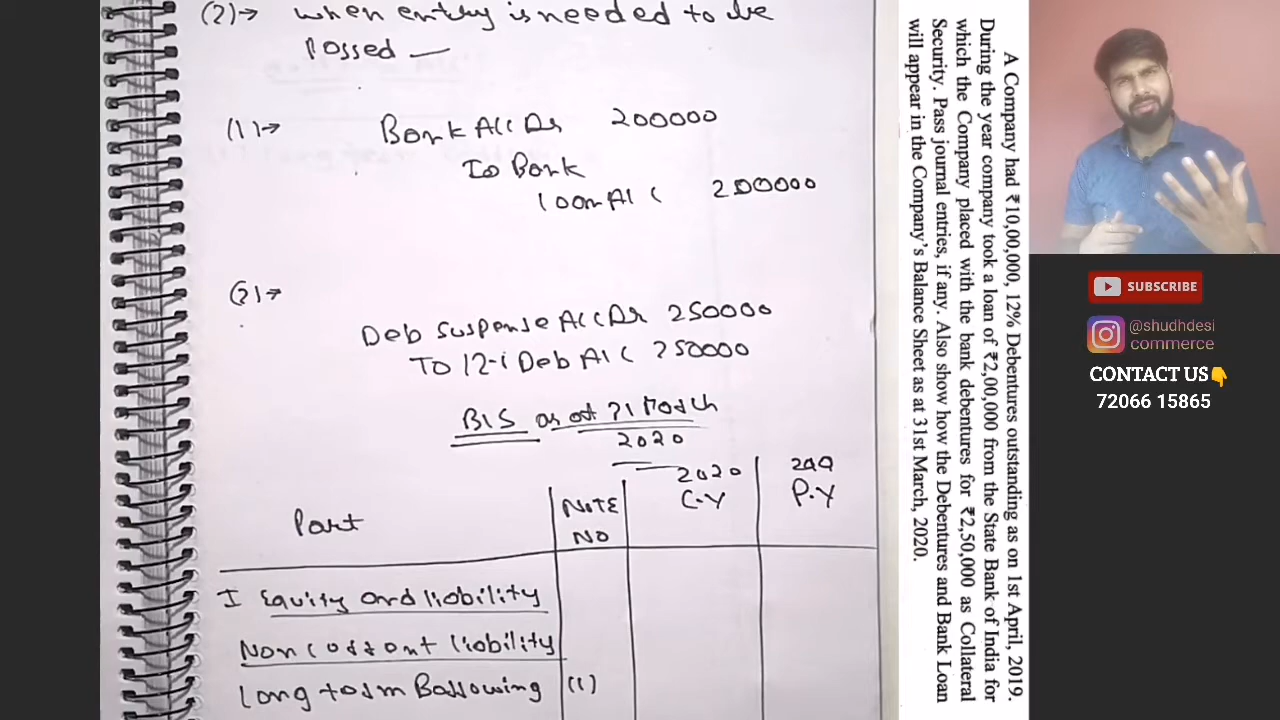 (2)→ when entry is needed to be
Passed —
(1)→ Bank A/c Dr 200000
To Bank
loan A/c 200000
(2)→
Deb Suspense A/c Dr 250000
To 12% Deb A/c 250000
B/S as at 31 March
2020
Part
NOTE
NO
2020
C.Y
P.Y
I Equity and liability
Non current liability
long term Borrowing (1)
A Company had ₹10,00,000, 12% Debentures outstanding as on 1st April, 2019.
During the year company took a loan of ₹2,00,000 from the State Bank of India for
which the Company placed with the bank debentures for ₹2,50,000 as Collateral
Security. Pass journal entries, if any. Also show how the Debentures and Bank Loan
will appear in the Company's Balance Sheet as at 31st March, 2020.
SUBSCRIBE
@shudhdesi
commerce
CONTACT US👇
72066 15865